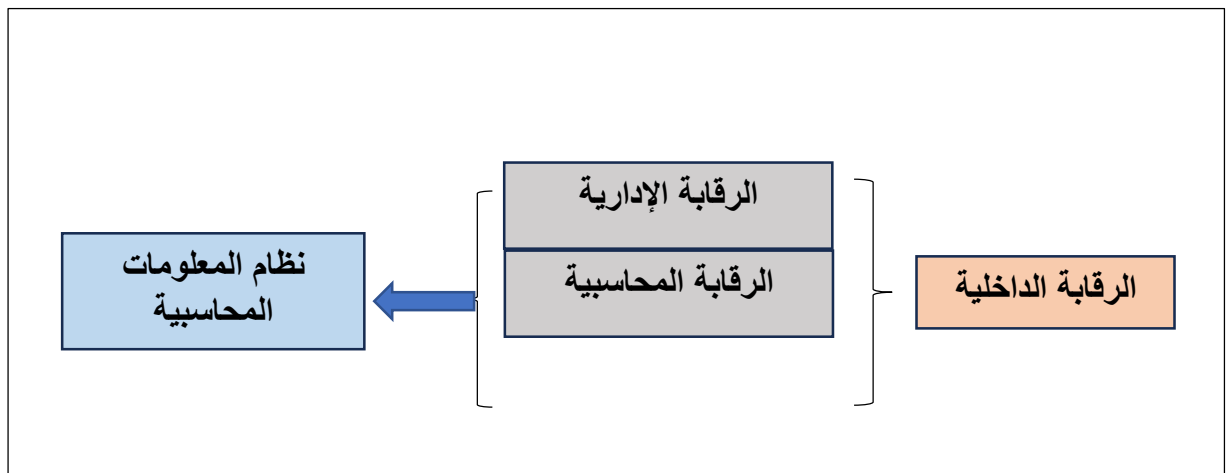 الرقابة الإدارية
الرقابة المحاسبية
الرقابة الداخلية
نظام المعلومات
المحاسبية